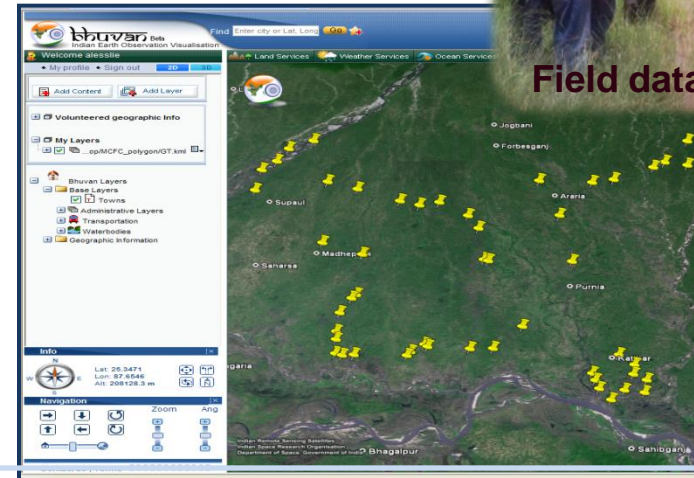 bhuvan Beta
Indian Earth Observation Visualisation
Find Enter city or Lat, Long Go
Welcome alesslie
Land Services Weather Services Ocean Services
My profile Sign out 2D 3D
Field data
Add Content Add Layer
Volunteered geographic Info
My Layers
...op/MCFC_polygon/GT.kml
Bhuvan Layers
Base Layers
Towns
Administrative Layers
Transportation
Waterbodies
Geographic Information
Jogbani
Forbesganj
Araria
Supaul
Saharsa
Purnia
Bhagalpur
Sahibganj
Info
N
W E
S
Lat: 25.3471
Lon: 87.6546
Alt: 208128.3 m
Navigation
Zoom Ang
Indian Remote Sensing Satellites
Indian Space Research Organisation
Department of Space, Government of India